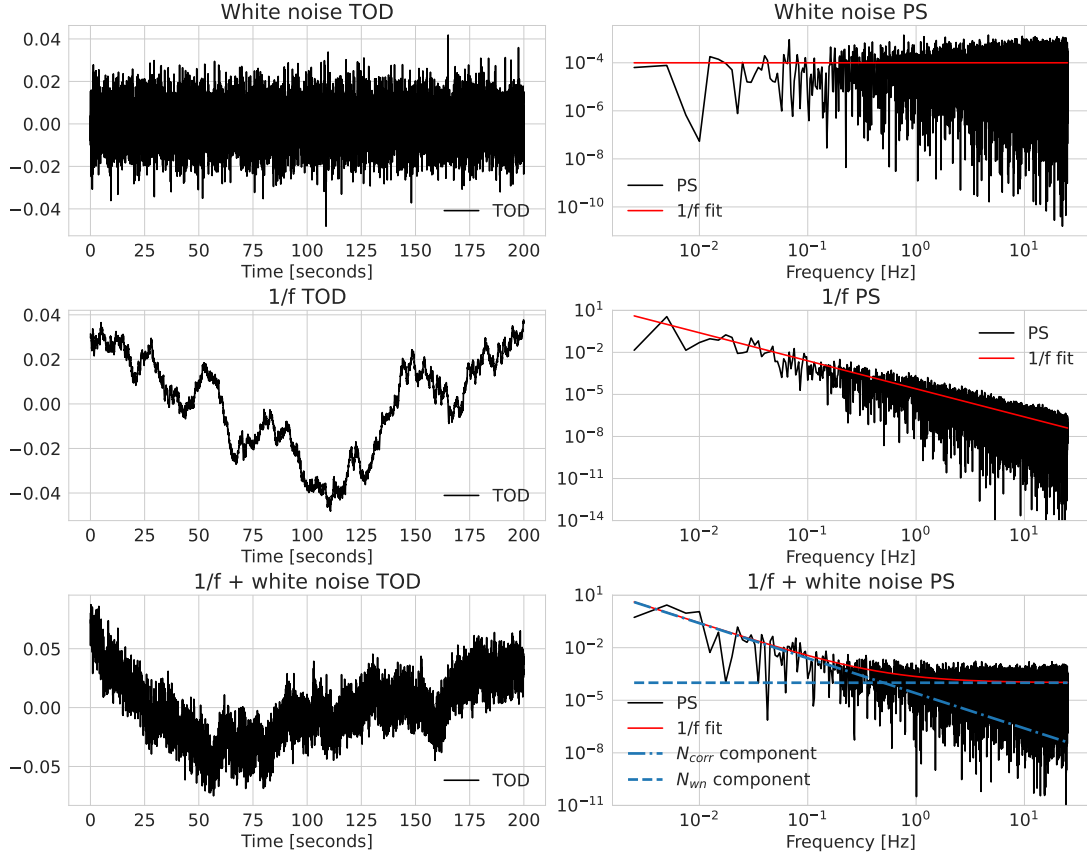 White noise TOD
0.04
0.02
0.00
−0.02
−0.04
TOD
0 25 50 75 100 125 150 175 200
Time [seconds]
White noise PS
10⁻⁴
10⁻⁶
10⁻⁸
10⁻¹⁰
PS
1/f fit
10⁻² 10⁻¹ 10⁰ 10¹
Frequency [Hz]
1/f TOD
0.04
0.02
0.00
−0.02
−0.04
TOD
0 25 50 75 100 125 150 175 200
Time [seconds]
1/f PS
10¹
10⁻²
10⁻⁵
10⁻⁸
10⁻¹¹
10⁻¹⁴
PS
1/f fit
10⁻² 10⁻¹ 10⁰ 10¹
Frequency [Hz]
1/f + white noise TOD
0.05
0.00
−0.05
TOD
0 25 50 75 100 125 150 175 200
Time [seconds]
1/f + white noise PS
10¹
10⁻²
10⁻⁵
10⁻⁸
10⁻¹¹
PS
1/f fit
N_corr component
N_wn component
10⁻² 10⁻¹ 10⁰ 10¹
Frequency [Hz]